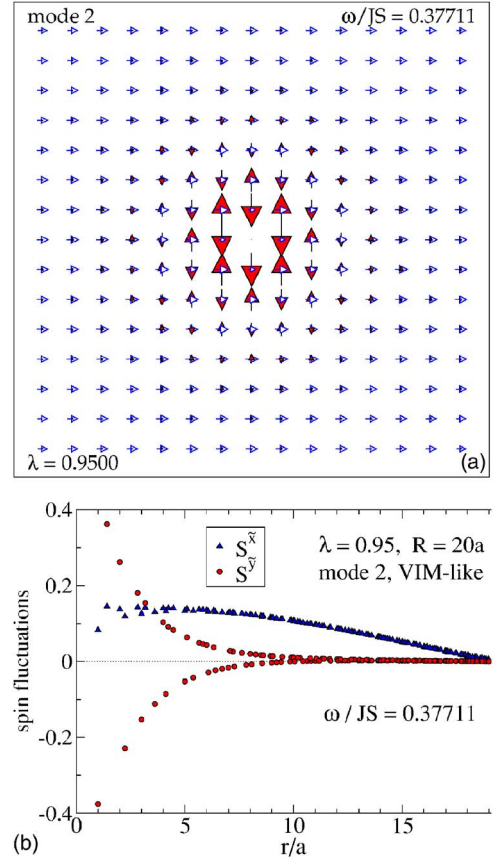 mode 2
ω/JS = 0.37711
λ = 0.9500
(a)
0.4
0.2
0
-0.2
-0.4
spin fluctuations
S^x̃
S^ỹ
λ = 0.95, R = 20a
mode 2, VIM-like
ω / JS = 0.37711
0
5
10
15
r/a
(b)